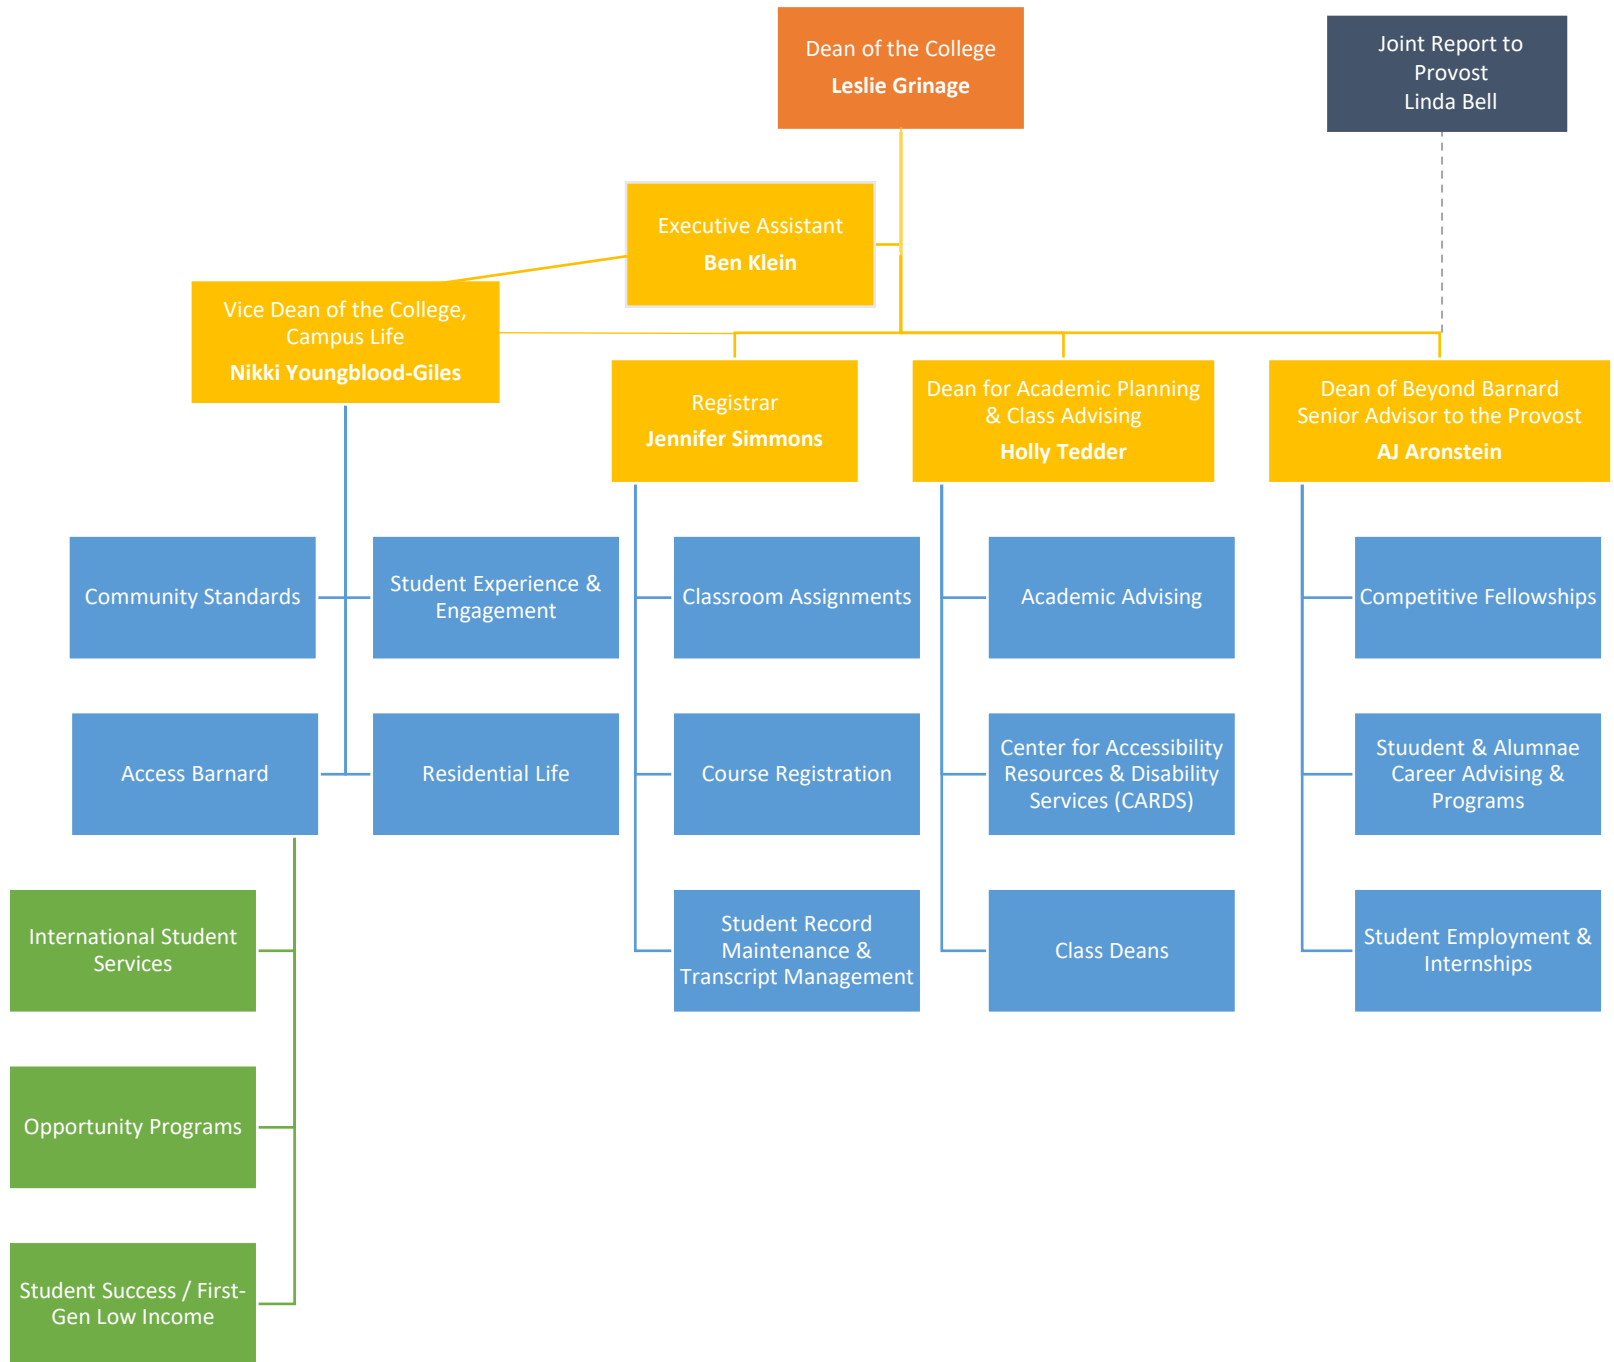 Dean of the College
Leslie Grinage
Joint Report to
Provost
Linda Bell
Executive Assistant
Ben Klein
Vice Dean of the College,
Campus Life
Nikki Youngblood-Giles
Registrar
Jennifer Simmons
Dean for Academic Planning
& Class Advising
Holly Tedder
Dean of Beyond Barnard
Senior Advisor to the Provost
AJ Aronstein
Community Standards
Student Experience &
Engagement
Classroom Assignments
Academic Advising
Competitive Fellowships
Access Barnard
Residential Life
Course Registration
Center for Accessibility
Resources & Disability
Services (CARDS)
Stuudent & Alumnae
Career Advising &
Programs
International Student
Services
Student Record
Maintenance &
Transcript Management
Class Deans
Student Employment &
Internships
Opportunity Programs
Student Success / First-
Gen Low Income